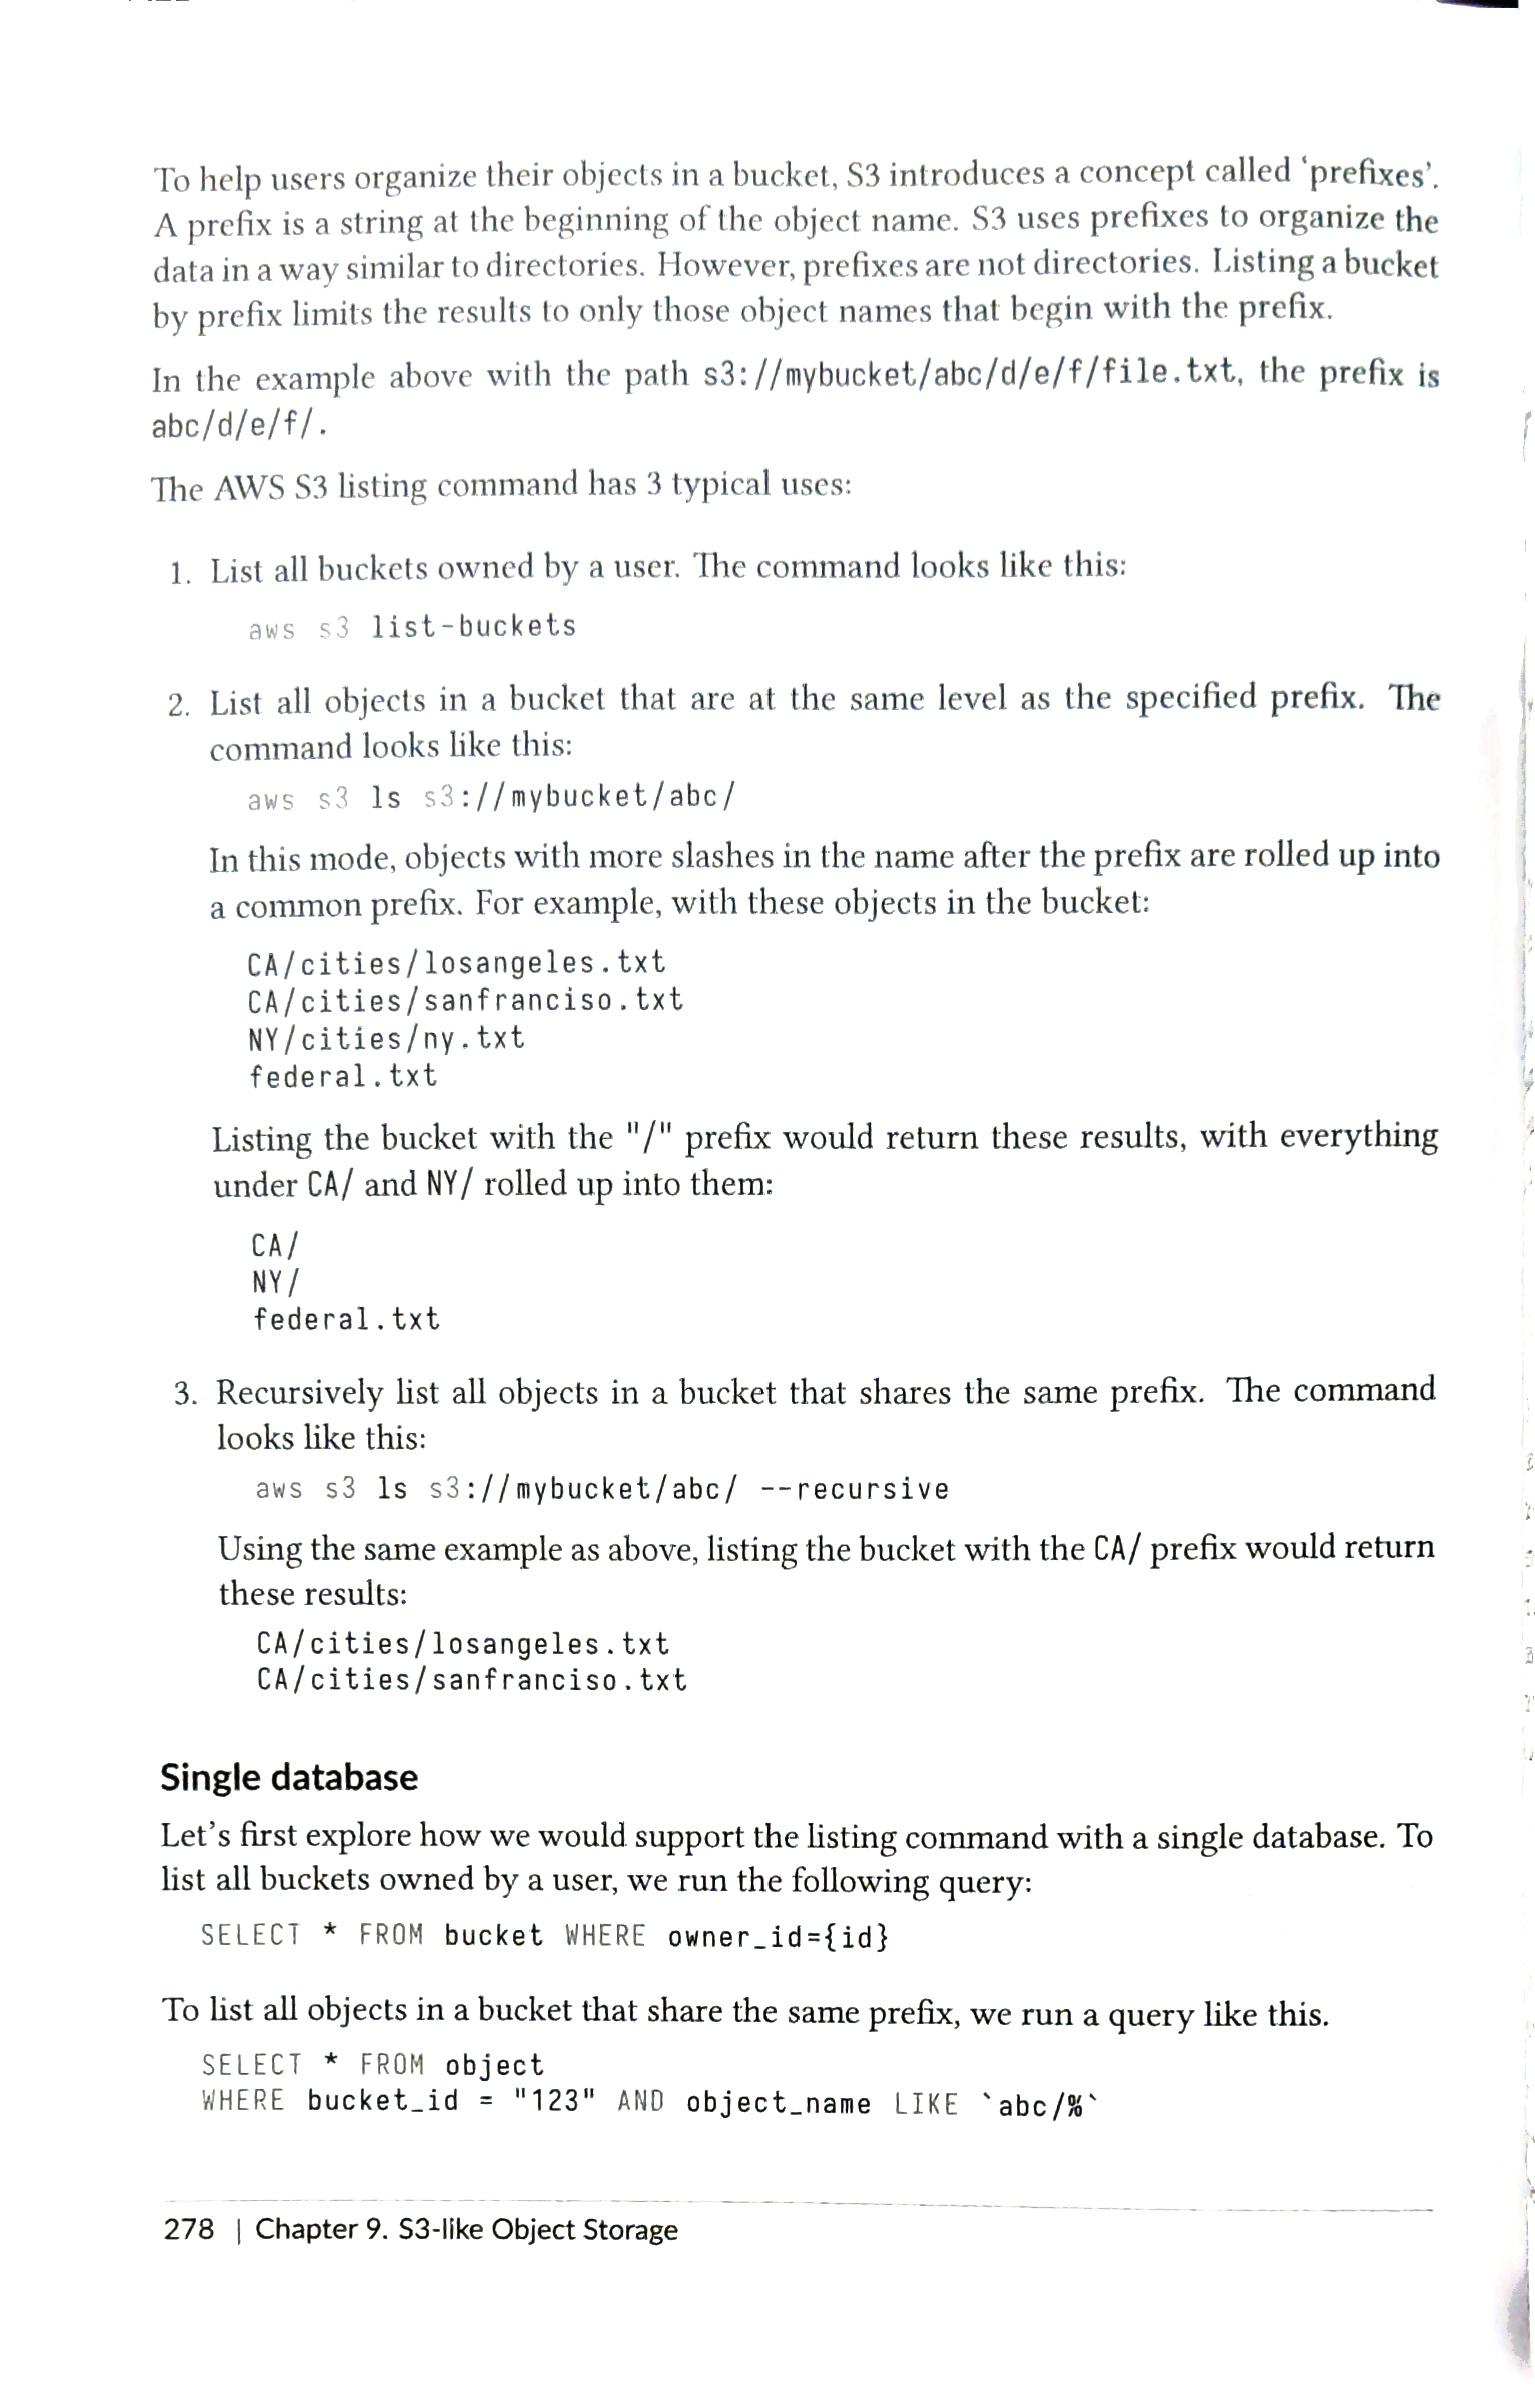 To help users organize their objects in a bucket, S3 introduces a concept called ‘prefixes’.
A prefix is a string at the beginning of the object name. S3 uses prefixes to organize the
data in a way similar to directories. However, prefixes are not directories. Listing a bucket
by prefix limits the results to only those object names that begin with the prefix.
In the example above with the path s3://mybucket/abc/d/e/f/file.txt, the prefix is
abc/d/e/f/.
The AWS S3 listing command has 3 typical uses:
1. List all buckets owned by a user. The command looks like this:
aws s3 list-buckets
2. List all objects in a bucket that are at the same level as the specified prefix. The
command looks like this:
aws s3 ls s3://mybucket/abc/
In this mode, objects with more slashes in the name after the prefix are rolled up into
a common prefix. For example, with these objects in the bucket:
CA/cities/losangeles.txt
CA/cities/sanfranciso.txt
NY/cities/ny.txt
federal.txt
Listing the bucket with the "/" prefix would return these results, with everything
under CA/ and NY/ rolled up into them:
CA/
NY/
federal.txt
3. Recursively list all objects in a bucket that shares the same prefix. The command
looks like this:
aws s3 ls s3://mybucket/abc/ --recursive
Using the same example as above, listing the bucket with the CA/ prefix would return
these results:
CA/cities/losangeles.txt
CA/cities/sanfranciso.txt
Single database
Let's first explore how we would support the listing command with a single database. To
list all buckets owned by a user, we run the following query:
SELECT * FROM bucket WHERE owner_id={id}
To list all objects in a bucket that share the same prefix, we run a query like this.
SELECT * FROM object
WHERE bucket_id = "123" AND object_name LIKE `abc/%`
278 | Chapter 9. S3-like Object Storage